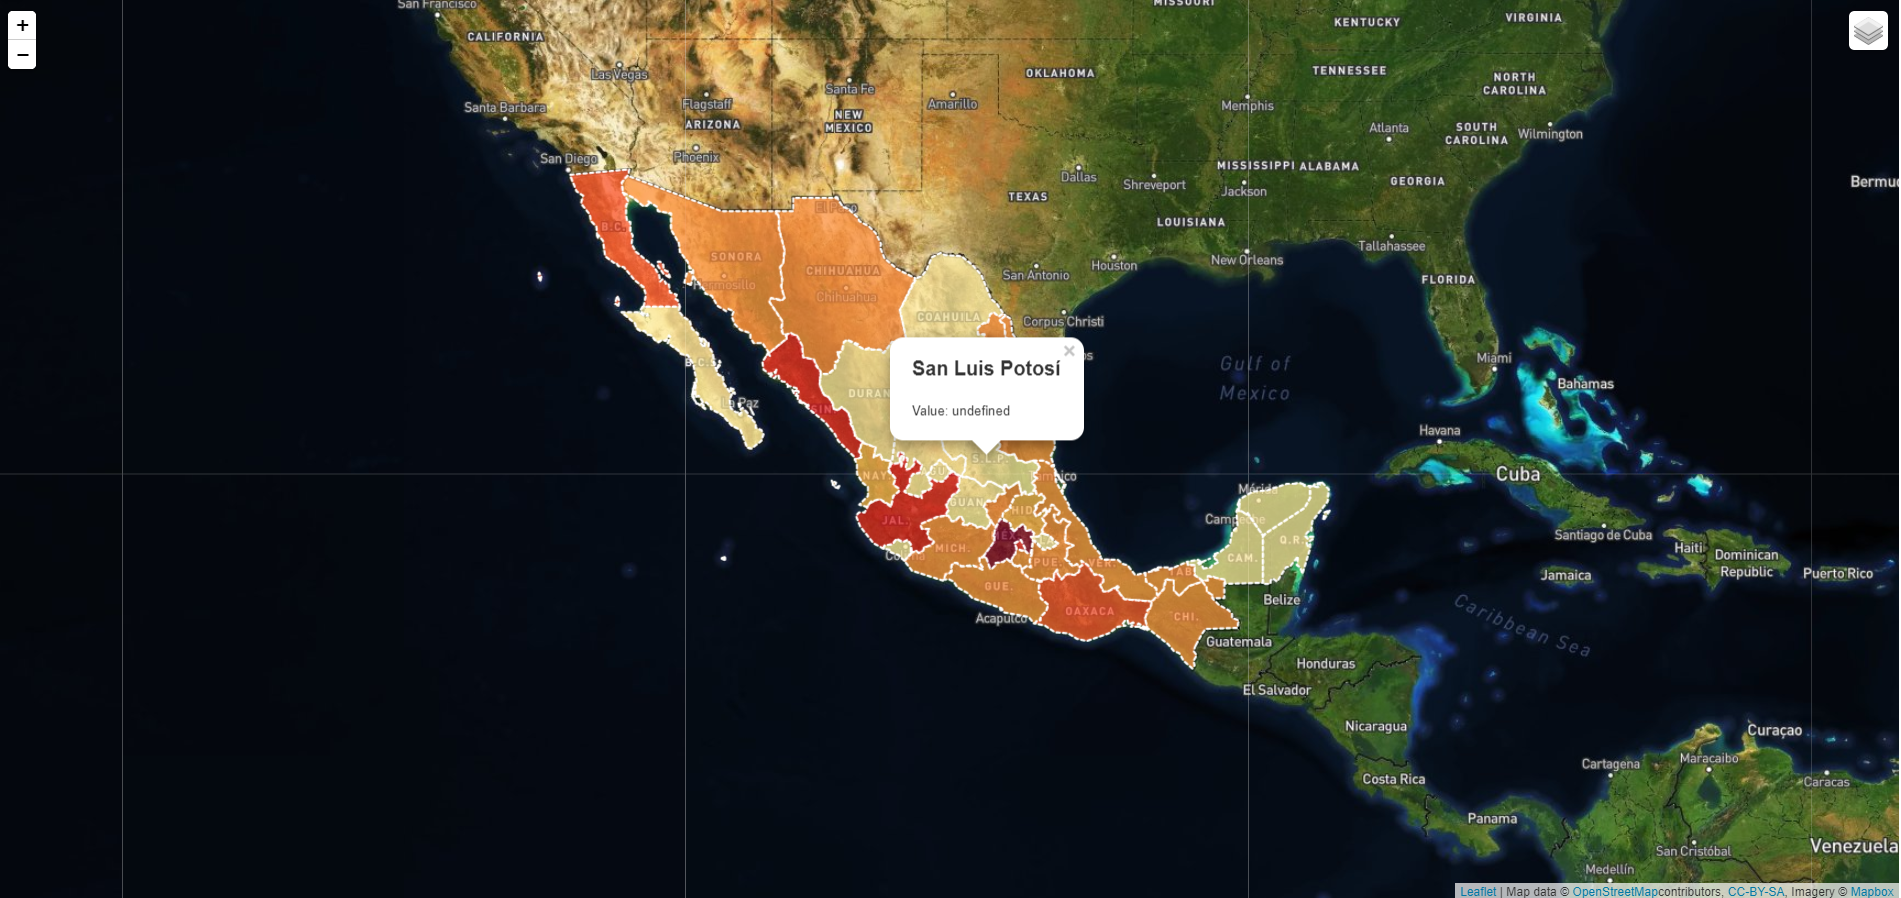 San Francisco
MISSOURI
KENTUCKY
VIRGINIA
+
−
CALIFORNIA
Las Vegas
Santa Fe
OKLAHOMA
TENNESSEE
NORTH
CAROLINA
Santa Barbara
Flagstaff
ARIZONA
NEW
MEXICO
Amarillo
Memphis
Atlanta
SOUTH
CAROLINA
Wilmington
San Diego
Phoenix
Dallas
Shreveport
MISSISSIPPI
ALABAMA
Jackson
GEORGIA
Bermu
TEXAS
El Paso
LOUISIANA
B.C.
Tallahassee
SONORA
CHIHUAHUA
San Antonio
Houston
New Orleans
FLORIDA
Hermosillo
Chihuahua
COAHUILA
Corpus Christi
B.C.S.
San Luis Potosí
×
Value: undefined
os
Gulf of
Mexico
Miami
Bahamas
La Paz
SIN
DURAN
Havana
Cuba
S.L.P.
AGU
NAY
Tampico
Mérida
GUAN
HID
JAL.
Campeche
MEX
Santiago de Cuba
MICH.
Q.R.
CAM.
Haiti
Dominican
Republic
Puerto Rico
PUE.
VER.
TAB
Jamaica
GUE.
OAXACA
CHI.
Acapulco
Belize
Caribbean Sea
Guatemala
Honduras
El Salvador
Nicaragua
Curaçao
Cartagena
Maracaibo
Caracas
Costa Rica
Panama
San Cristóbal
Venezuela
Medellín
Leaflet | Map data © OpenStreetMapcontributors, CC-BY-SA, Imagery © Mapbox